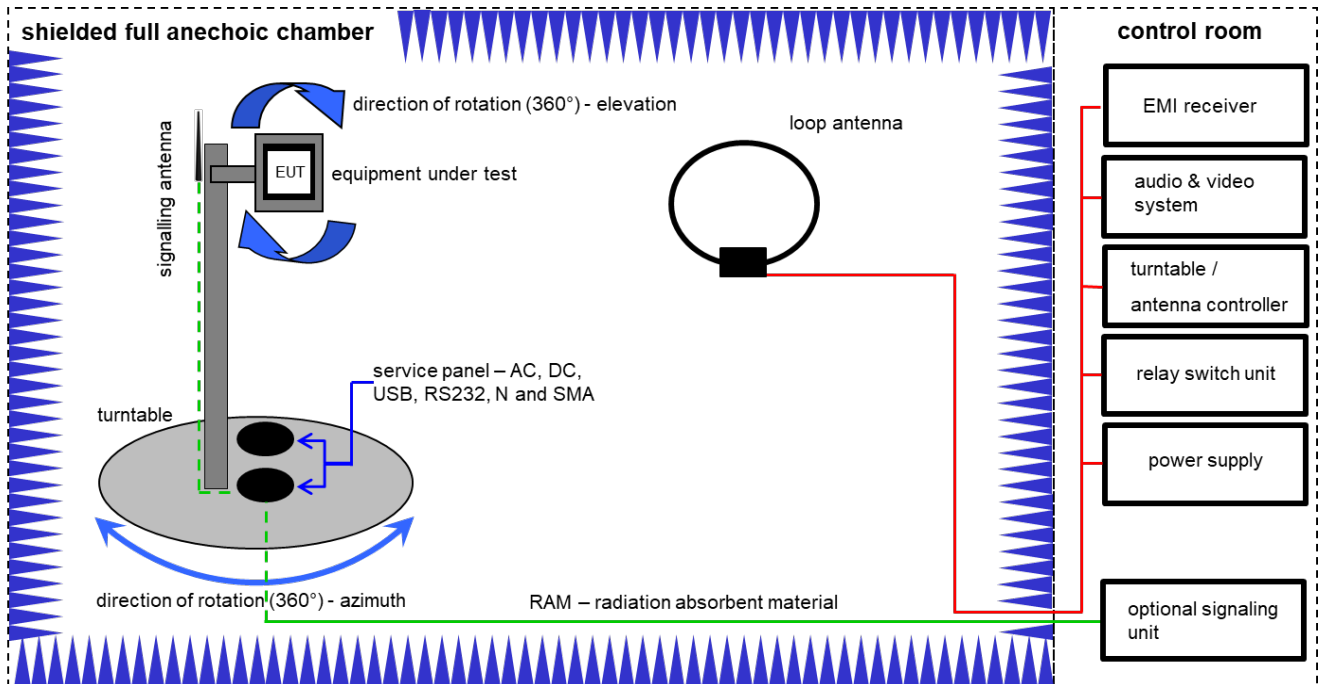 shielded full anechoic chamber
control room
direction of rotation (360°) - elevation
signalling antenna
EUT
equipment under test
loop antenna
service panel – AC, DC,
USB, RS232, N and SMA
turntable
direction of rotation (360°) - azimuth
RAM – radiation absorbent material
EMI receiver
audio & video
system
turntable /
antenna controller
relay switch unit
power supply
optional signaling
unit